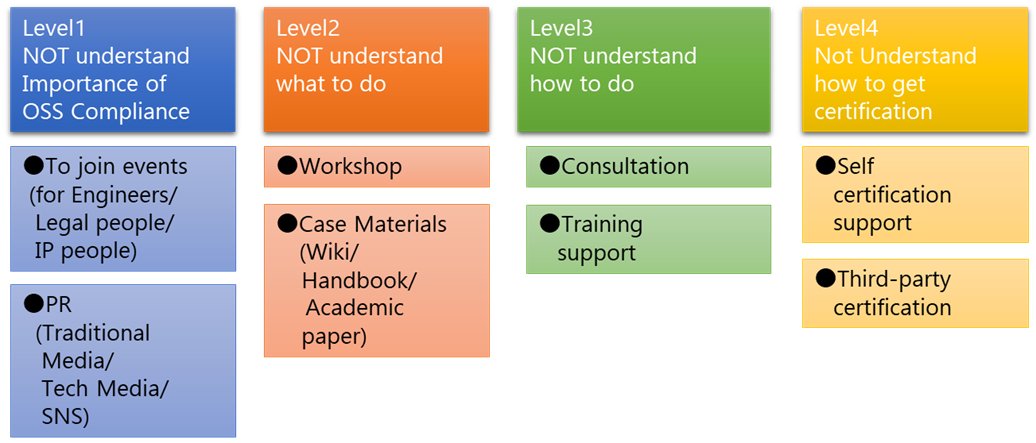 Level1
NOT understand
Importance of
OSS Compliance
●To join events
(for Engineers/
Legal people/
IP people)
●PR
(Traditional
Media/
Tech Media/
SNS)
Level2
NOT understand
what to do
●Workshop
●Case Materials
(Wiki/
Handbook/
Academic
paper)
Level3
NOT understand
how to do
●Consultation
●Training
support
Level4
Not Understand
how to get
certification
●Self
certification
support
●Third-party
certification